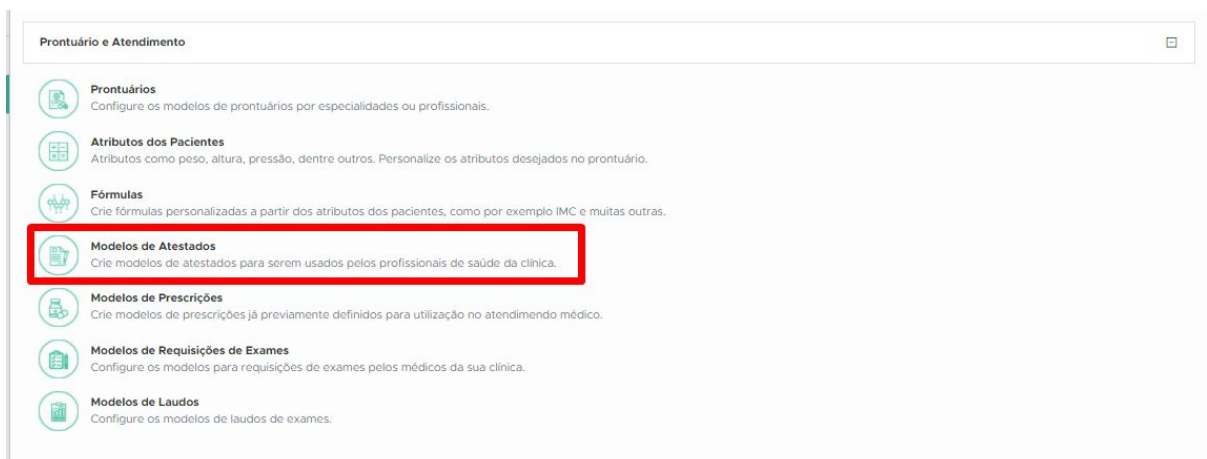 Prontuário e Atendimento
Prontuários
Configure os modelos de prontuários por especialidades ou profissionais.
Atributos dos Pacientes
Atributos como peso, altura, pressão, dentre outros. Personalize os atributos desejados no prontuário.
Fórmulas
Crie fórmulas personalizadas a partir dos atributos dos pacientes, como por exemplo IMC e muitas outras.
Modelos de Atestados
Crie modelos de atestados para serem usados pelos profissionais de saúde da clínica.
Modelos de Prescrições
Crie modelos de prescrições já previamente definidos para utilização no atendimendo médico.
Modelos de Requisições de Exames
Configure os modelos para requisições de exames pelos médicos da sua clínica.
Modelos de Laudos
Configure os modelos de laudos de exames.